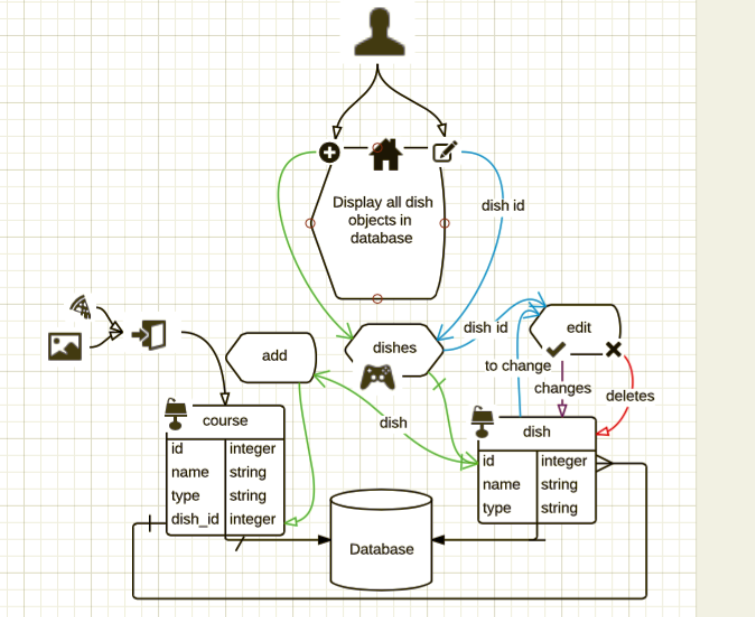 Display all dish
objects in
database
dish id
dish id
edit
add
dishes
to change
changes
deletes
course
dish
dish
id integer
name string
type string
dish_id integer
id integer
name string
type string
Database